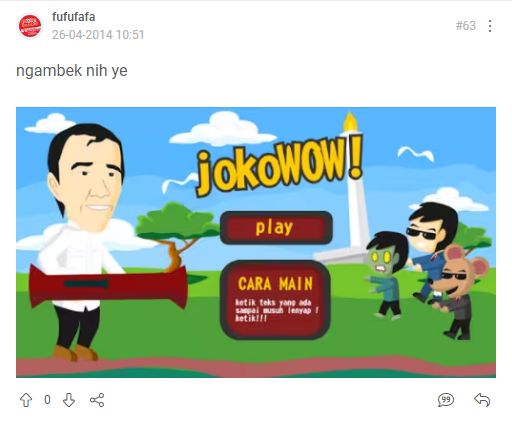 fufufafa
26-04-2014 10:51
#63
ngambek nih ye
jokoWOW!
play
CARA MAIN
ketik teks yang ada
sampai musuh lenyap !
ketik!!!
0